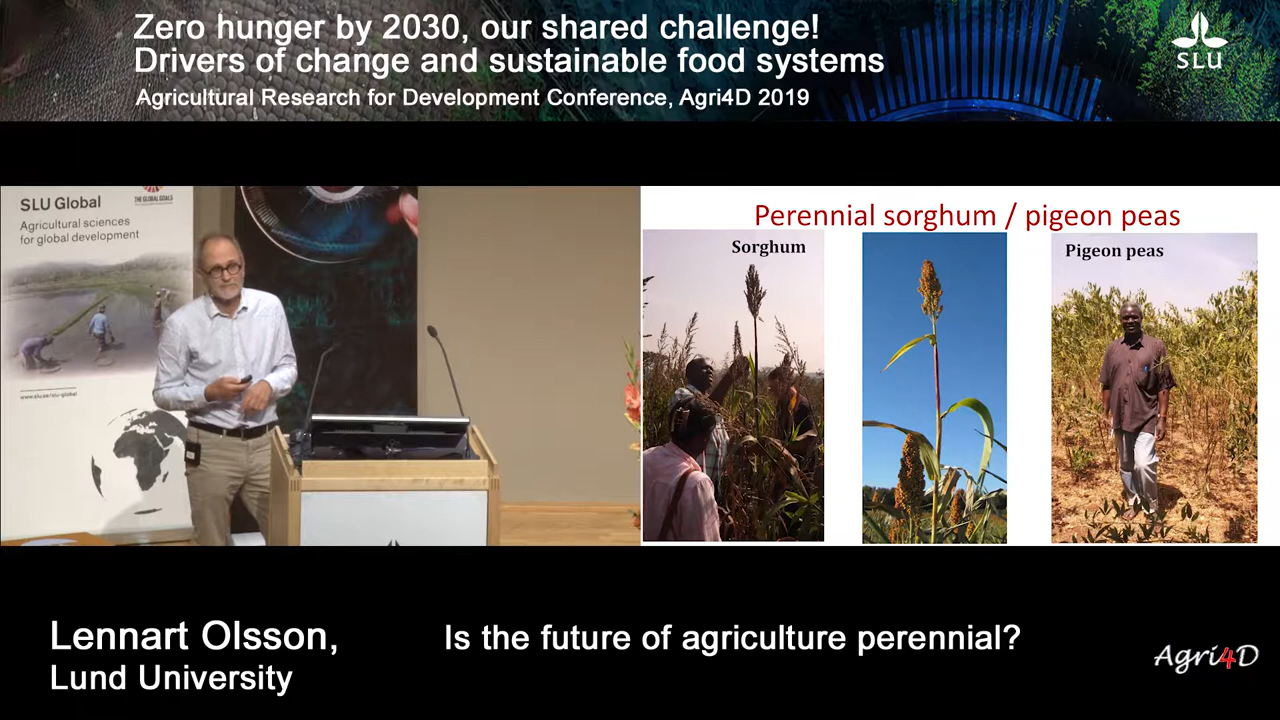 Zero hunger by 2030, our shared challenge!
Drivers of change and sustainable food systems
Agricultural Research for Development Conference, Agri4D 2019
SLU
SLU Global
Agricultural sciences
for global development
THE GLOBAL GOALS
www.slu.se/slu-global
Perennial sorghum / pigeon peas
Sorghum
Pigeon peas
Lennart Olsson,
Lund University
Is the future of agriculture perennial?
Agri4D